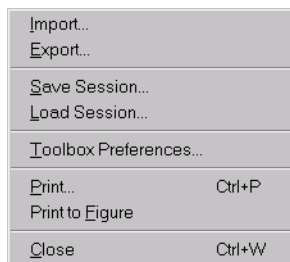 Import...
Export...
Save Session...
Load Session...
Toolbox Preferences...
Print... Ctrl+P
Print to Figure
Close Ctrl+W